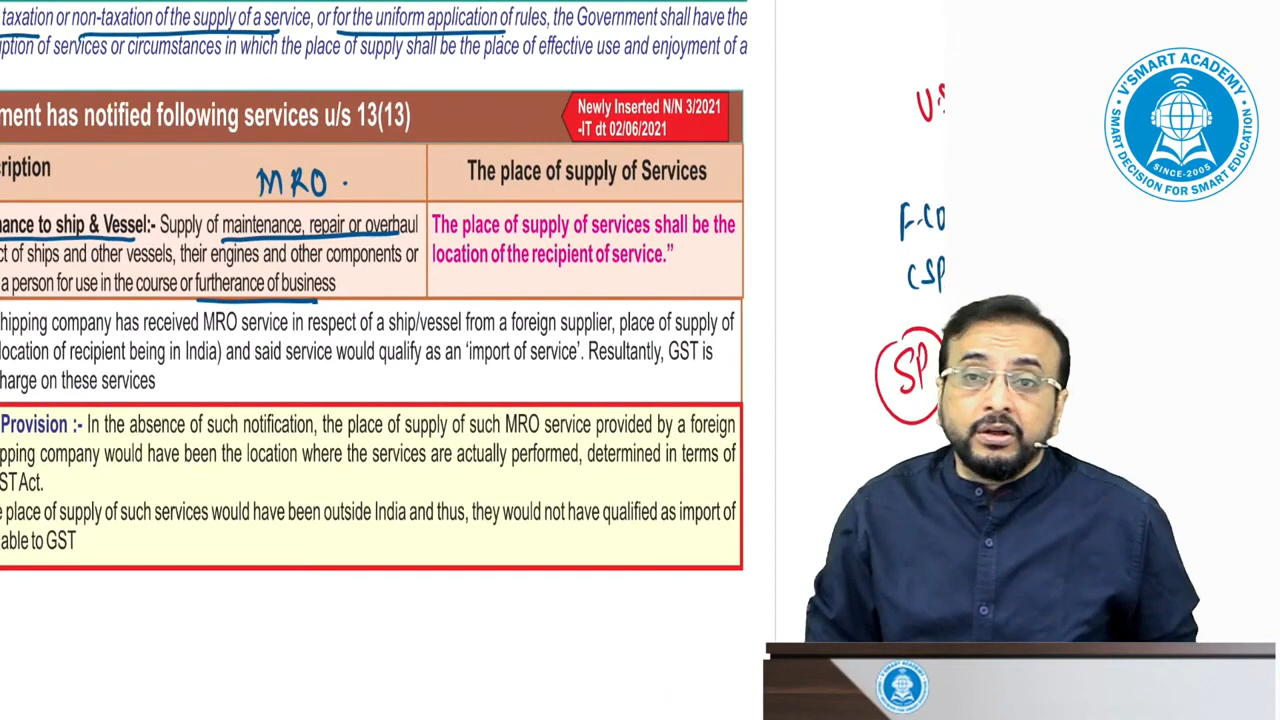 taxation or non-taxation of the supply of a service, or for the uniform application of rules, the Government shall have the
ption of services or circumstances in which the place of supply shall be the place of effective use and enjoyment of a
ment has notified following services u/s 13(13)
Newly Inserted N/N 3/2021
-IT dt 02/06/2021
cription
MRO.
The place of supply of Services
nance to ship & Vessel:- Supply of maintenance, repair or overhaul
ct of ships and other vessels, their engines and other components or
a person for use in the course or furtherance of business
The place of supply of services shall be the
location of the recipient of service.”
hipping company has received MRO service in respect of a ship/vessel from a foreign supplier, place of supply of
location of recipient being in India) and said service would qualify as an ‘import of service’. Resultantly, GST is
harge on these services
Provision :- In the absence of such notification, the place of supply of such MRO service provided by a foreign
pping company would have been the location where the services are actually performed, determined in terms of
ST Act.
e place of supply of such services would have been outside India and thus, they would not have qualified as import of
able to GST
U.S
F.CO
(SP
SP
V'SMART ACADEMY
SINCE-2005
SMART DECISION FOR SMART EDUCATION